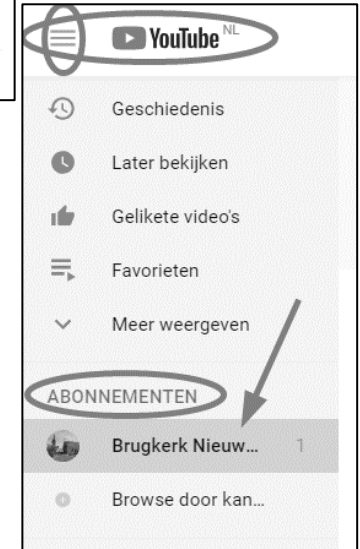 YouTube NL
Geschiedenis
Later bekijken
Gelikete video's
Favorieten
Meer weergeven
ABONNEMENTEN
Brugkerk Nieuw... 1
Browse door kan...